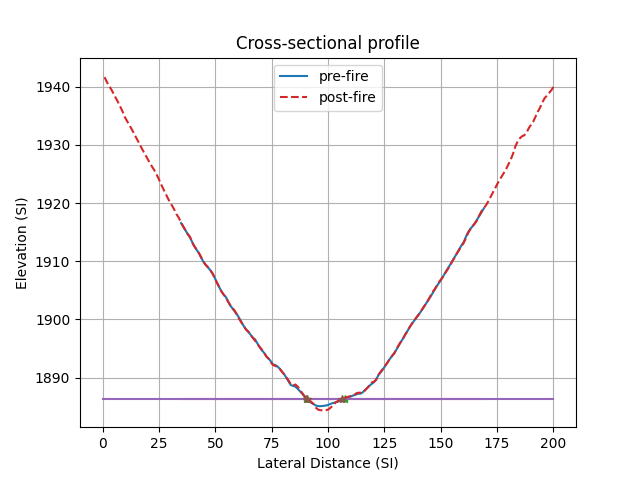 Cross-sectional profile
pre-fire
post-fire
Elevation (SI)
1940
1930
1920
1910
1900
1890
0 25 50 75 100 125 150 175 200
Lateral Distance (SI)